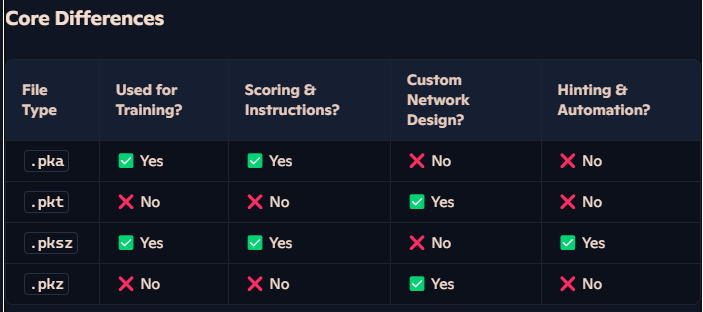 Core Differences
File Type Used for Training? Scoring & Instructions? Custom Network Design? Hinting & Automation?
.pka ✅ Yes ✅ Yes ❌ No ❌ No
.pkt ❌ No ❌ No ✅ Yes ❌ No
.pksz ✅ Yes ✅ Yes ❌ No ✅ Yes
.pkz ❌ No ❌ No ✅ Yes ❌ No